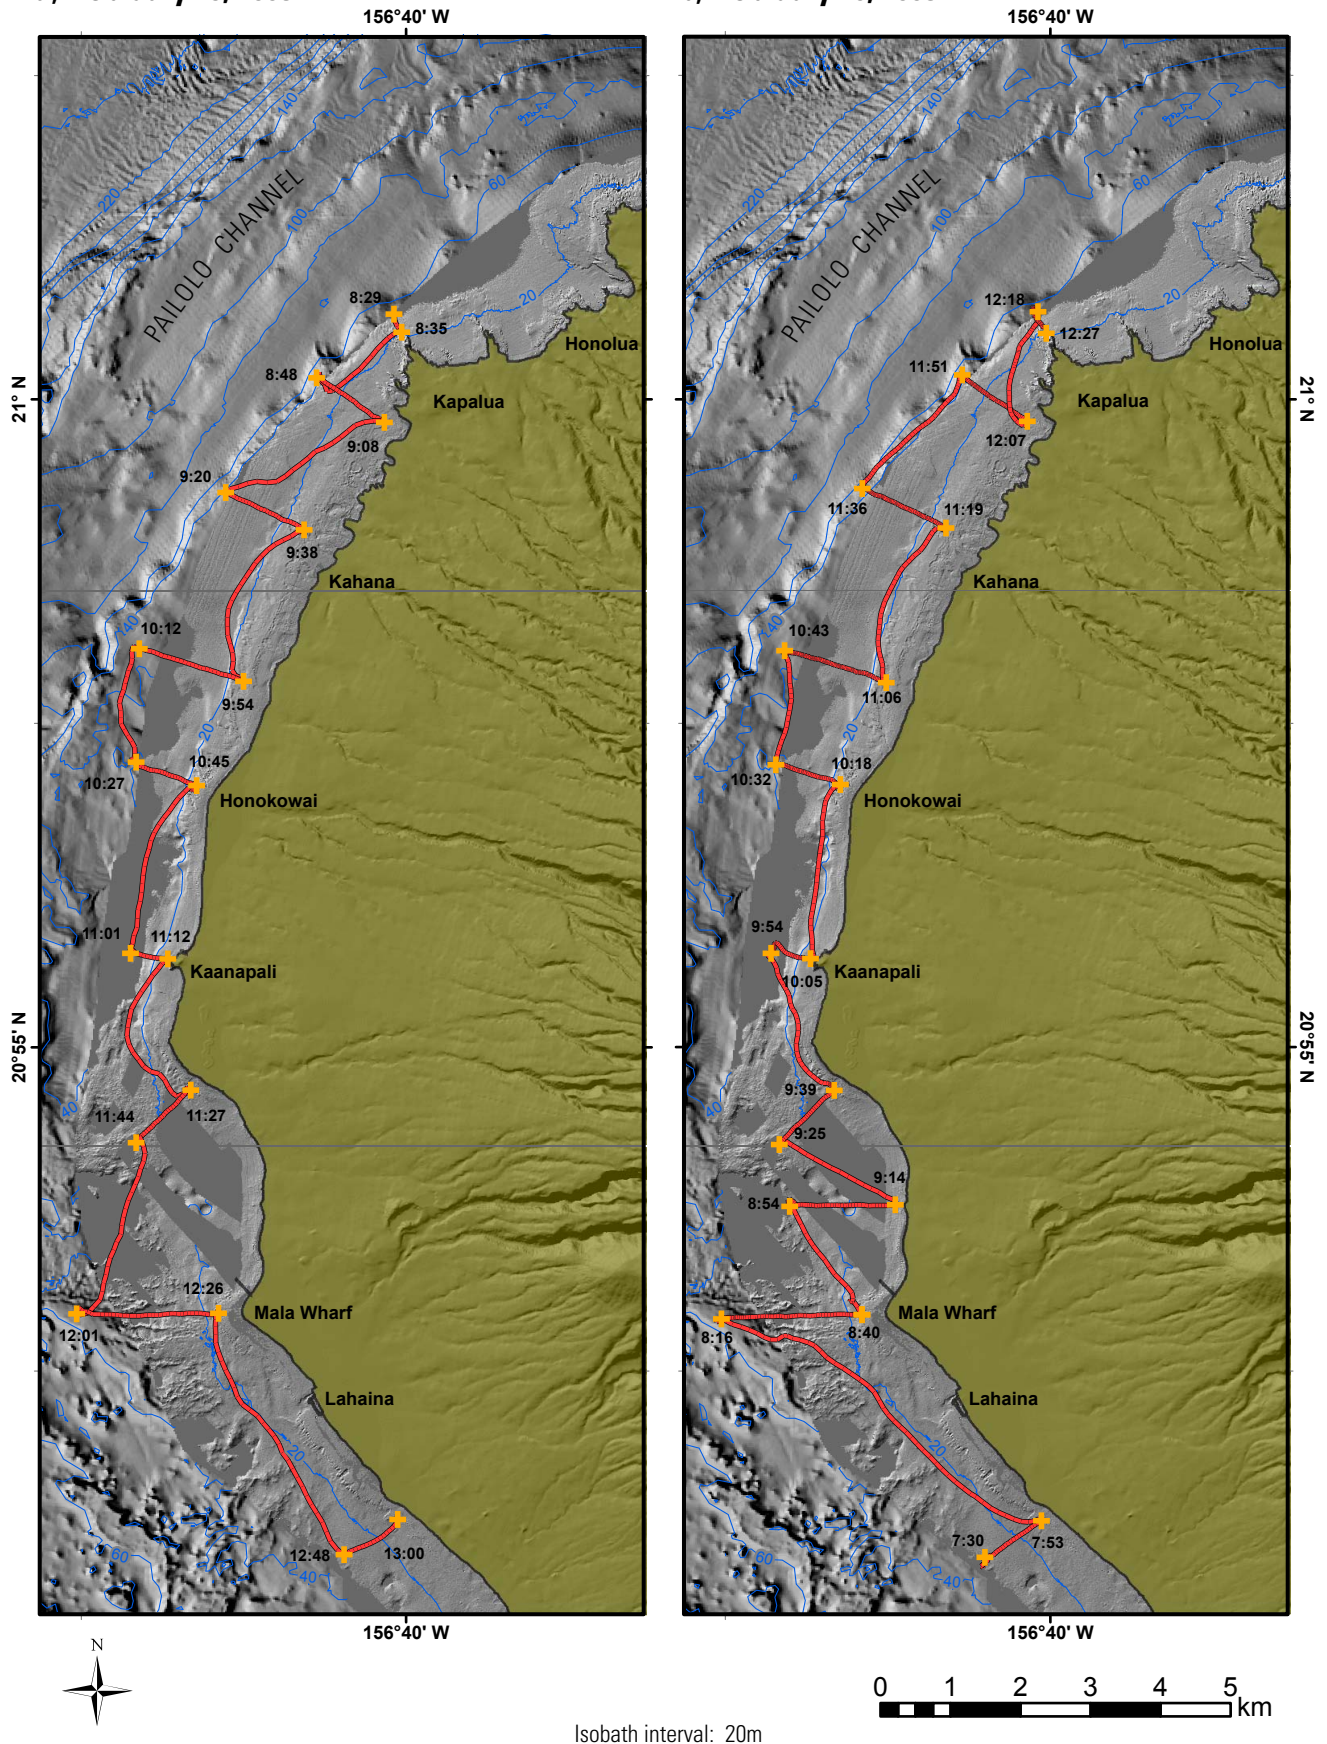 156°40' W
156°40' W
140
220
PAILOLO CHANNEL
100
60
20
8:29
8:35
Honolua
8:48
Kapalua
21° N
9:08
9:20
9:38
Kahana
140
10:12
9:54
20
10:45
10:27
Honokowai
11:01
11:12
Kaanapali
20°55' N
40
11:44
11:27
12:26
Mala Wharf
12:01
Lahaina
20
12:48
13:00
60
40
156°40' W
140
220
PAILOLO CHANNEL
100
60
20
12:18
12:27
Honolua
11:51
Kapalua
21° N
12:07
11:36
11:19
Kahana
140
10:43
11:06
20
10:18
10:32
Honokowai
9:54
Kaanapali
10:05
20°55' N
40
9:39
9:25
9:14
8:54
Mala Wharf
8:16
8:40
Lahaina
20
7:30
7:53
60
40
156°40' W
N
0 1 2 3 4 5
km
Isobath interval: 20m